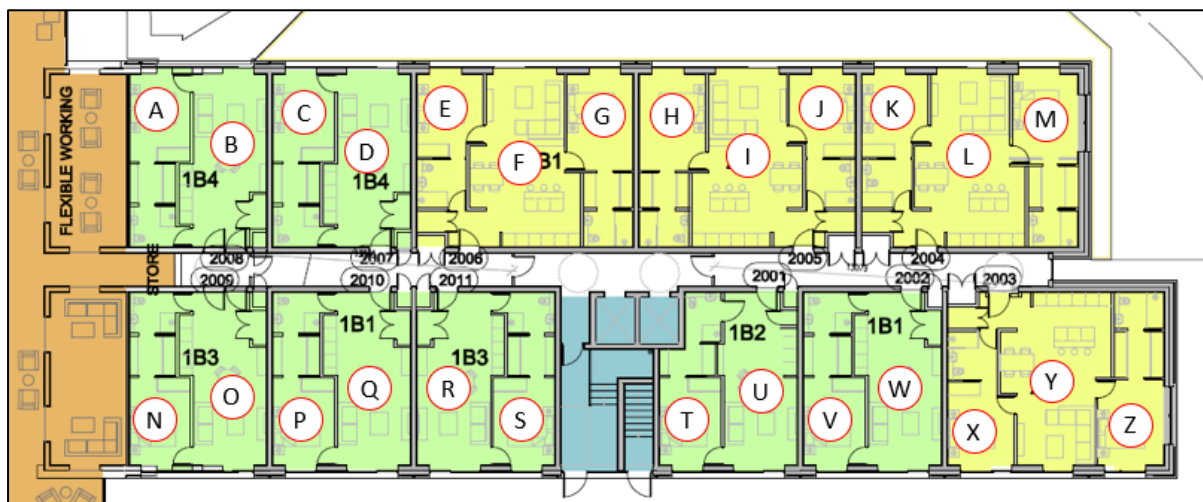 FLEXIBLE WORKING
STORE
A
B
C
D
E
F
G
H
I
J
K
L
M
1B4
1B4
B1
2008
2007
2006
2005
2004
2009
2010
2011
2001
2002
2003
1B3
1B1
1B3
1B2
1B1
N
O
P
Q
R
S
T
U
V
W
X
Y
Z